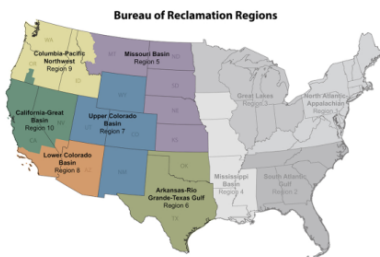 Bureau of Reclamation Regions
Columbia-Pacific
Northwest
Region 9
Missouri Basin
Region 5
Great Lakes
Region 3
North Atlantic-
Appalachian
California-Great
Basin
Region 10
Upper Colorado
Basin
Region 7
Lower Colorado
Basin
Region 8
Arkansas-Rio
Grande-Texas Gulf
Region 6
Mississippi
Basin
Region 4
South Atlantic
Gulf
Region 2